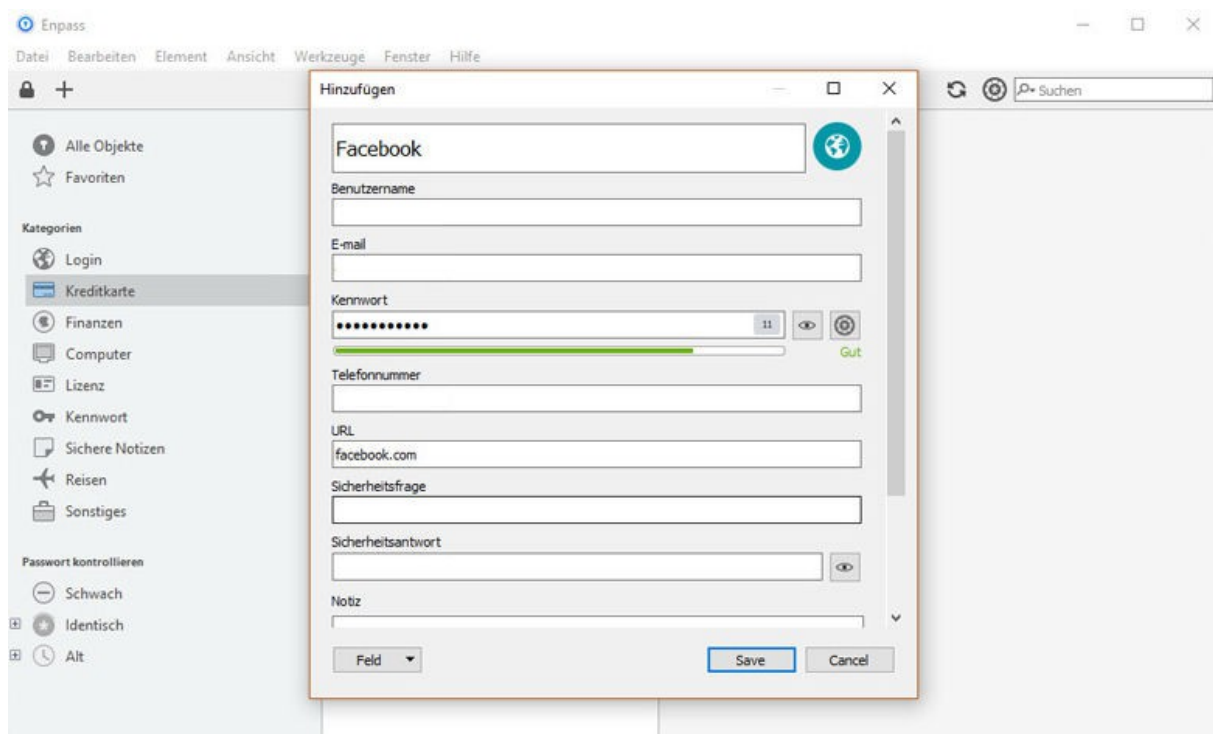 Enpass
Datei Bearbeiten Element Ansicht Werkzeuge Fenster Hilfe
Suchen
Alle Objekte
Favoriten
Kategorien
Login
Kreditkarte
Finanzen
Computer
Lizenz
Kennwort
Sichere Notizen
Reisen
Sonstiges
Passwort kontrollieren
Schwach
Identisch
Alt
Hinzufügen
Facebook
Benutzername
E-mail
Kennwort
••••••••••• 11
Gut
Telefonnummer
URL
facebook.com
Sicherheitsfrage
Sicherheitsantwort
Notiz
Feld Save Cancel